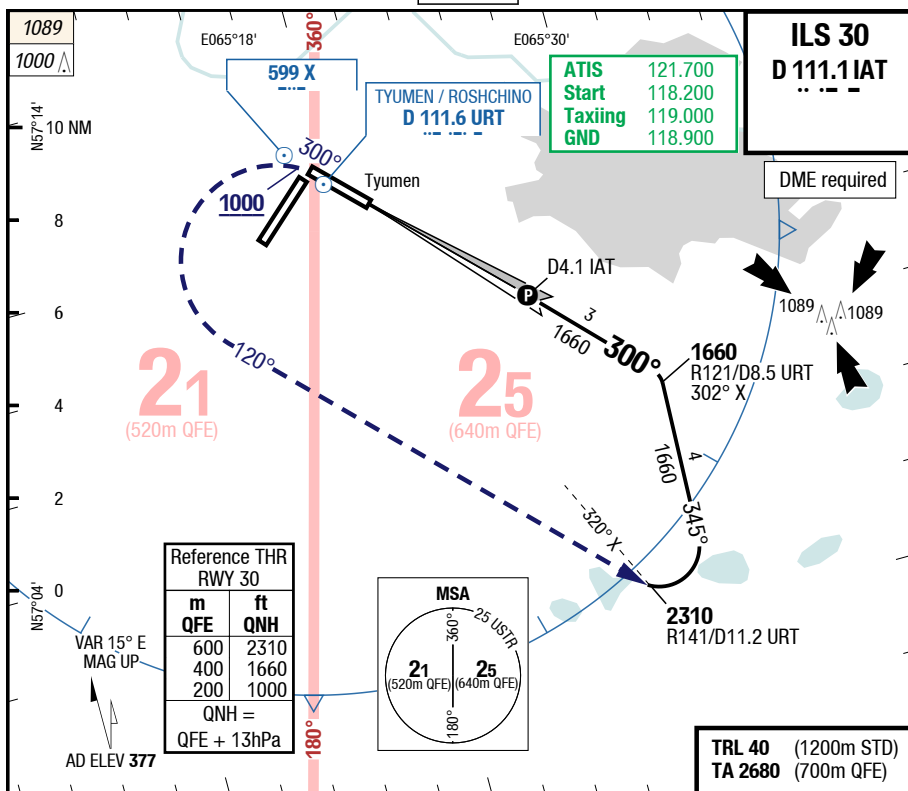 1089
1000
E065°18'
360°
E065°30'
ILS 30
D 111.1 IAT
599 X
TYUMEN / ROSHCHINO
D 111.6 URT
ATIS 121.700
Start 118.200
Taxiing 119.000
GND 118.900
DME required
N57°14'
10 NM
8
6
4
2
0
N57°04'
300°
1000
Tyumen
D4.1 IAT
P
3
1660
300°
1660
R121/D8.5 URT
302° X
1089
1089
120°
21
(520m QFE)
25
(640m QFE)
4
1660
345°
320° X
2310
R141/D11.2 URT
Reference THR
RWY 30
m ft
QFE QNH
600 2310
400 1660
200 1000
QNH =
QFE + 13hPa
VAR 15° E
MAG UP
AD ELEV 377
180°
MSA
25 USTR
360°
21
(520m QFE)
25
(640m QFE)
180°
TRL 40 (1200m STD)
TA 2680 (700m QFE)